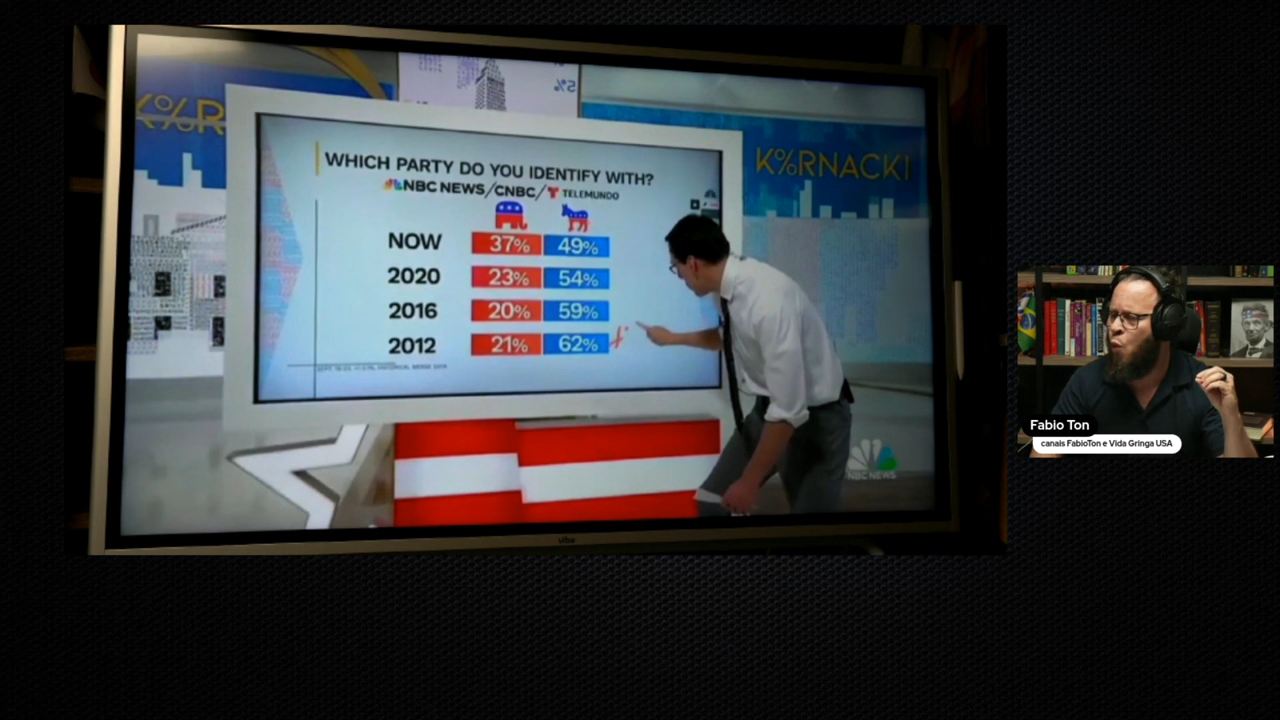 K%R
K%RNACKI
WHICH PARTY DO YOU IDENTIFY WITH?
NBC NEWS/CNBC/TELEMUNDO
NOW 37% 49%
2020 23% 54%
2016 20% 59%
2012 21% 62%
NBC NEWS
Fabio Ton
canais FabioTon e Vida Gringa USA